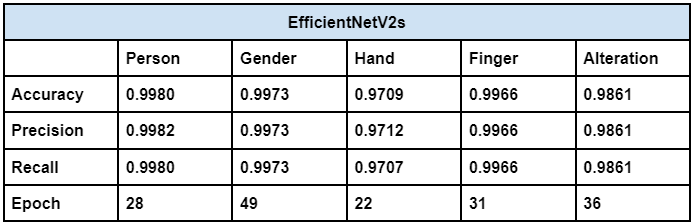 EfficientNetV2s
Person Gender Hand Finger Alteration
Accuracy 0.9980 0.9973 0.9709 0.9966 0.9861
Precision 0.9982 0.9973 0.9712 0.9966 0.9861
Recall 0.9980 0.9973 0.9707 0.9966 0.9861
Epoch 28 49 22 31 36